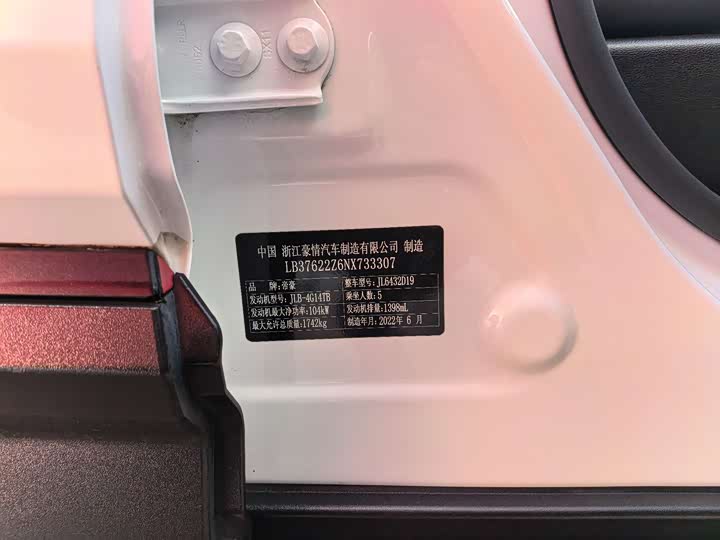 中国 浙江豪情汽车制造有限公司 制造
LB37622Z6NX733307
品 牌:帝豪 整车型号:JL6432D19
发动机型号:JLB-4G14TB 乘坐人数:5
发动机最大净功率:104kW 发动机排量:1398mL
最大允许总质量:1742kg 制造年月:2022年 6 月